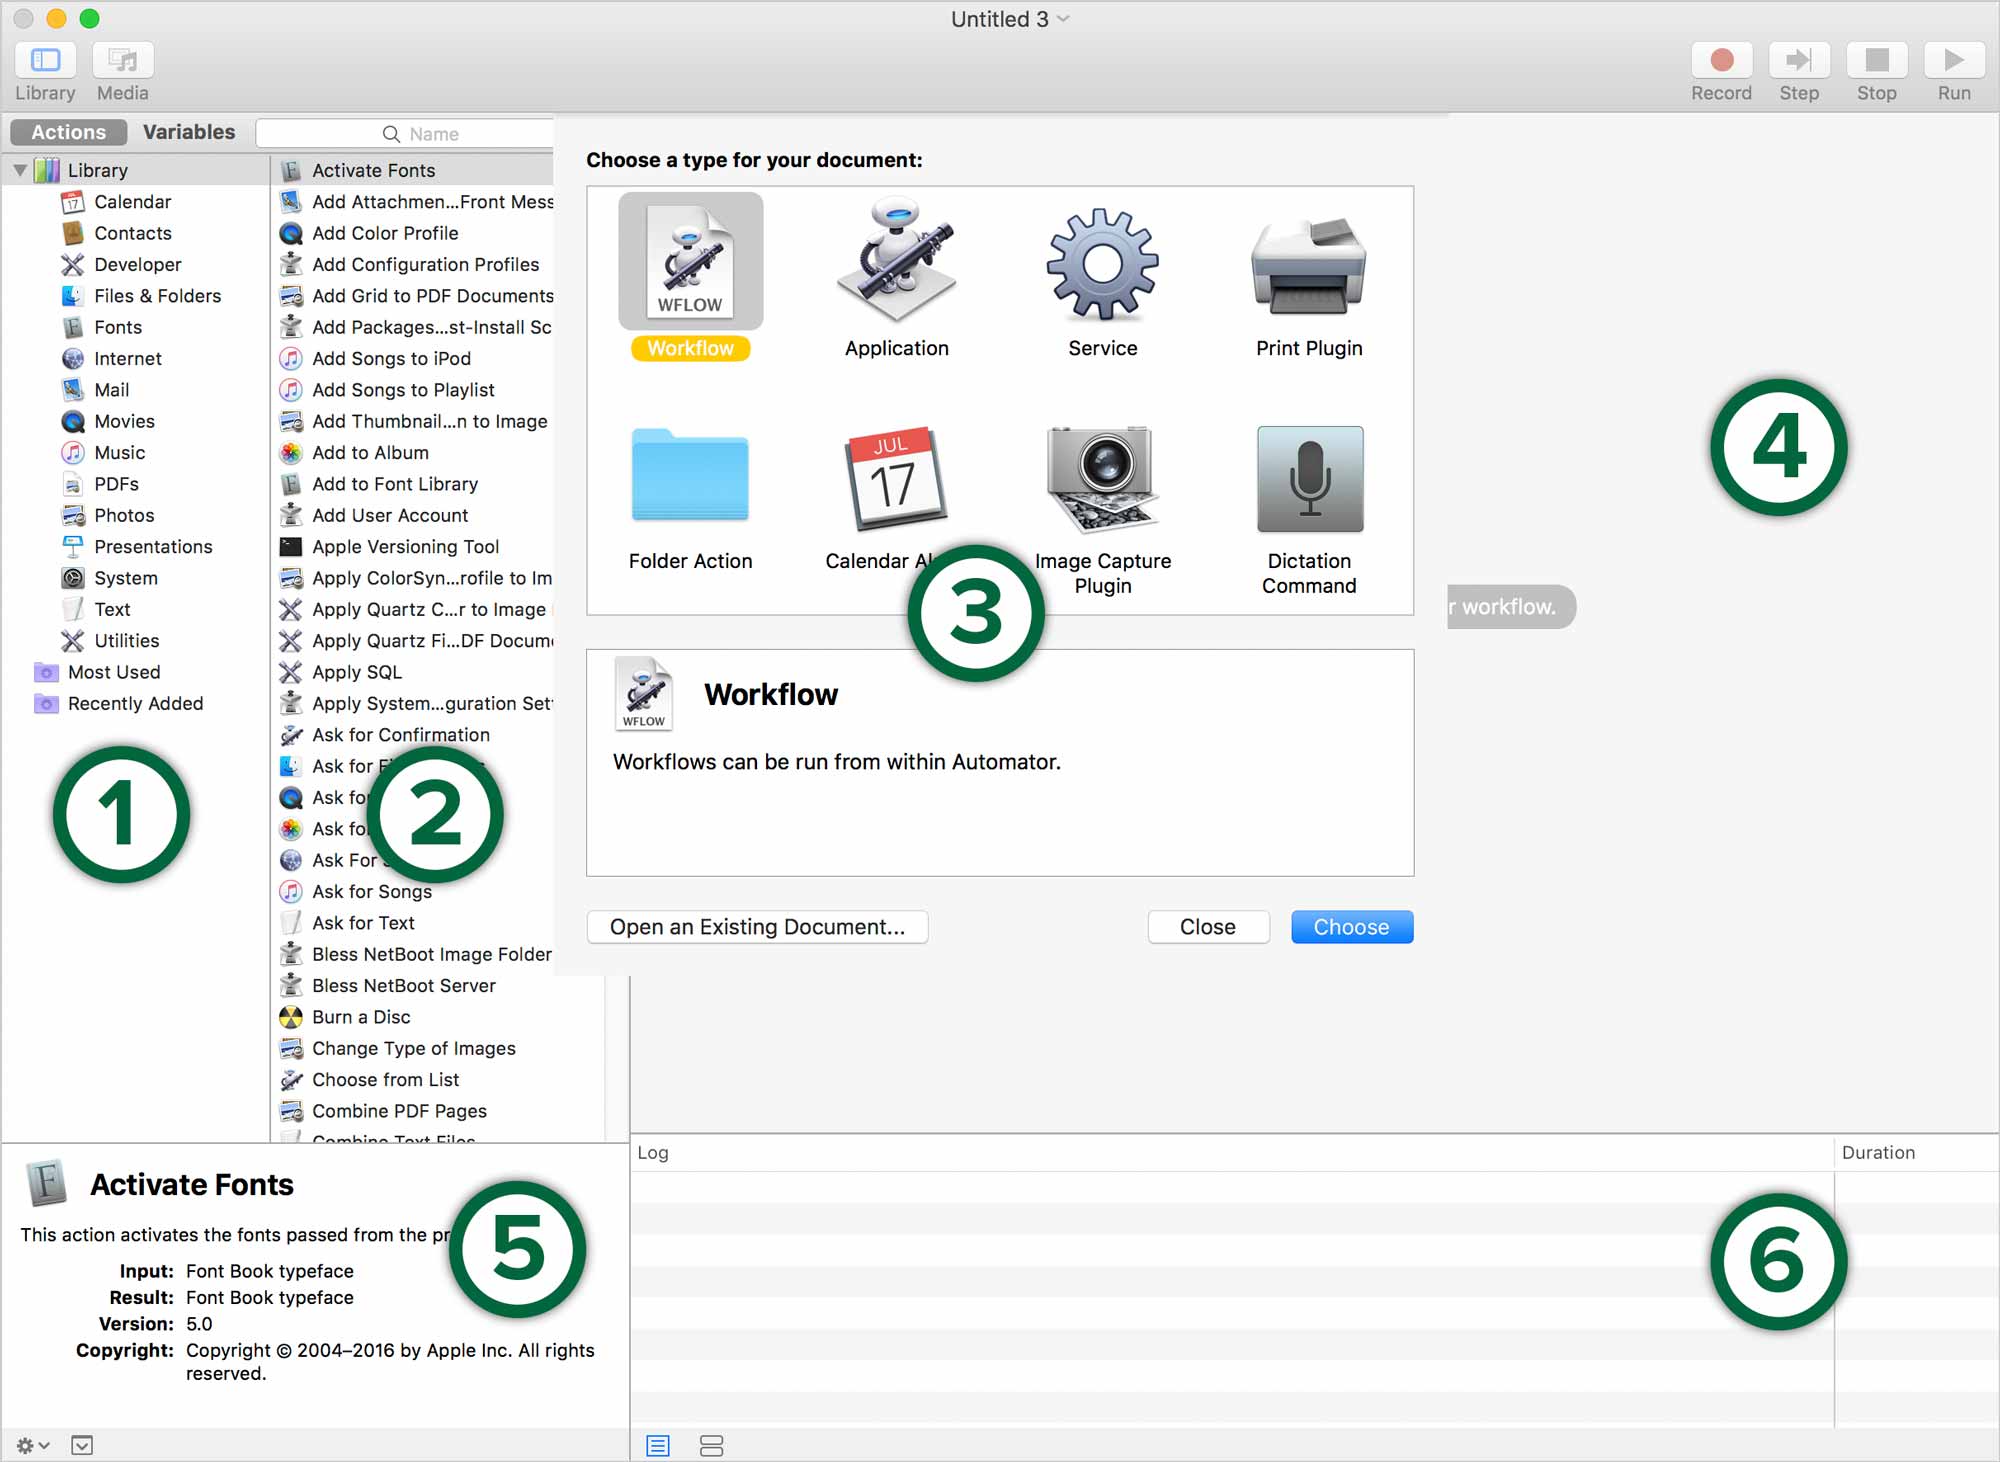 Untitled 3
Library
Media
Record
Step
Stop
Run
Actions
Variables
Name
Library
Calendar
Contacts
Developer
Files & Folders
Fonts
Internet
Mail
Movies
Music
PDFs
Photos
Presentations
System
Text
Utilities
Most Used
Recently Added
1
Activate Fonts
Add Attachmen...Front Mess
Add Color Profile
Add Configuration Profiles
Add Grid to PDF Documents
Add Packages...st-Install Sc
Add Songs to iPod
Add Songs to Playlist
Add Thumbnail...n to Image
Add to Album
Add to Font Library
Add User Account
Apple Versioning Tool
Apply ColorSyn...rofile to Im
Apply Quartz C...r to Image
Apply Quartz Fi...DF Docum
Apply SQL
Apply System...guration Set
Ask for Confirmation
Ask for
Ask for
Ask for
Ask For
Ask for Songs
Ask for Text
Bless NetBoot Image Folder
Bless NetBoot Server
Burn a Disc
Change Type of Images
Choose from List
Combine PDF Pages
Combine Text Files
2
Choose a type for your document:
WFLOW
Workflow
Application
Service
Print Plugin
Folder Action
JUL
17
Calendar
Image Capture
Plugin
Dictation
Command
3
WFLOW
Workflow
Workflows can be run from within Automator.
Open an Existing Document...
Close
Choose
4
r workflow.
Activate Fonts
This action activates the fonts passed from the
Input: Font Book typeface
Result: Font Book typeface
Version: 5.0
Copyright: Copyright © 2004–2016 by Apple Inc. All rights
reserved.
5
Log
Duration
6